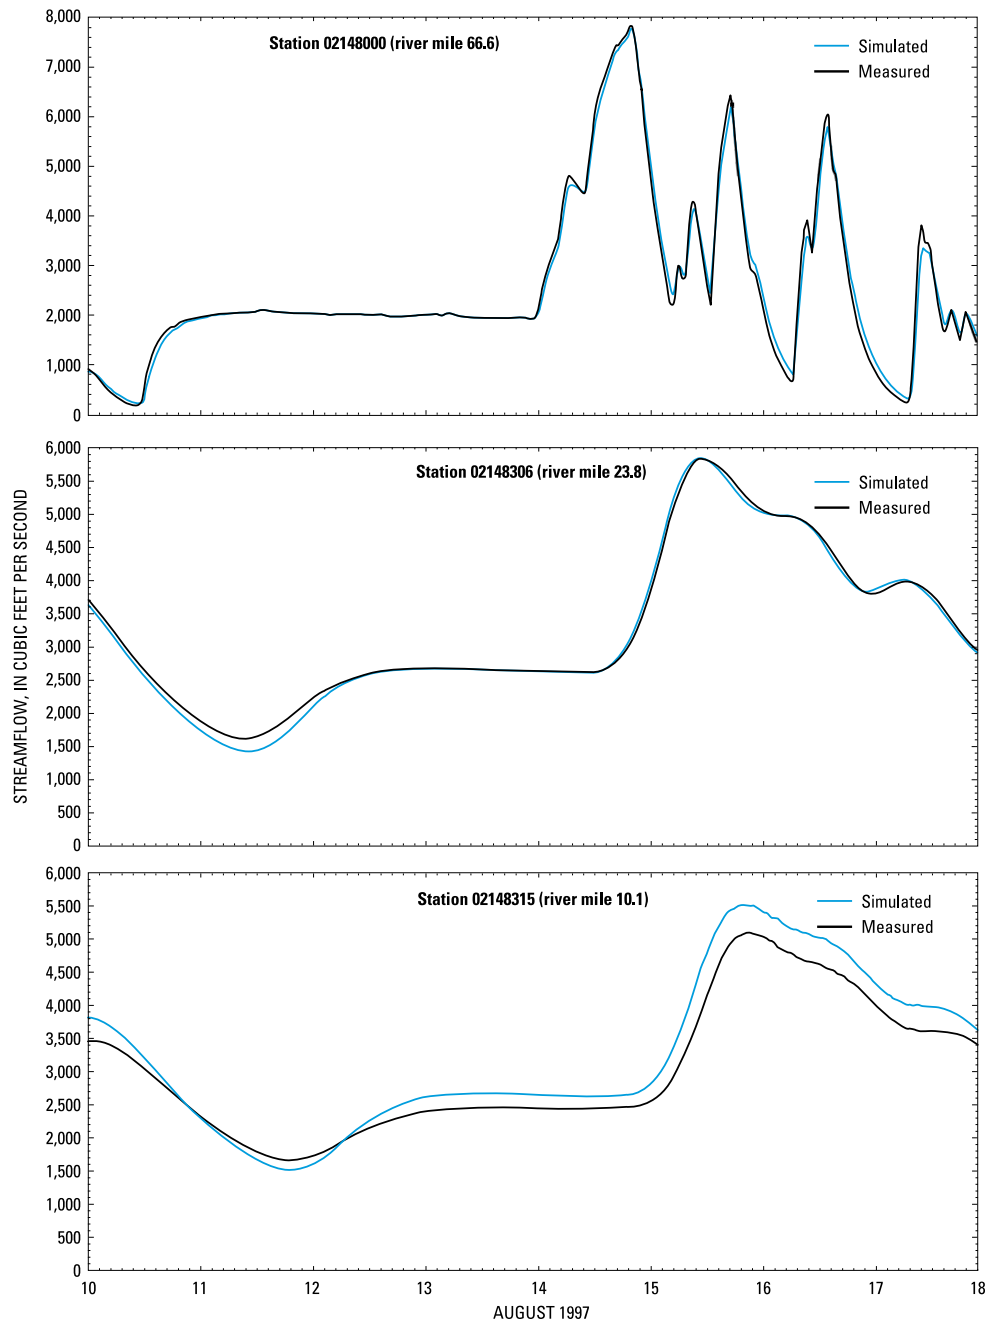 Station 02148000 (river mile 66.6)
Simulated
Measured
8,000
7,000
6,000
5,000
4,000
3,000
2,000
1,000
0
Station 02148306 (river mile 23.8)
Simulated
Measured
6,000
5,500
5,000
4,500
4,000
3,500
3,000
2,500
2,000
1,500
1,000
500
0
STREAMFLOW, IN CUBIC FEET PER SECOND
Station 02148315 (river mile 10.1)
Simulated
Measured
6,000
5,500
5,000
4,500
4,000
3,500
3,000
2,500
2,000
1,500
1,000
500
0
10 11 12 13 14 15 16 17 18
AUGUST 1997